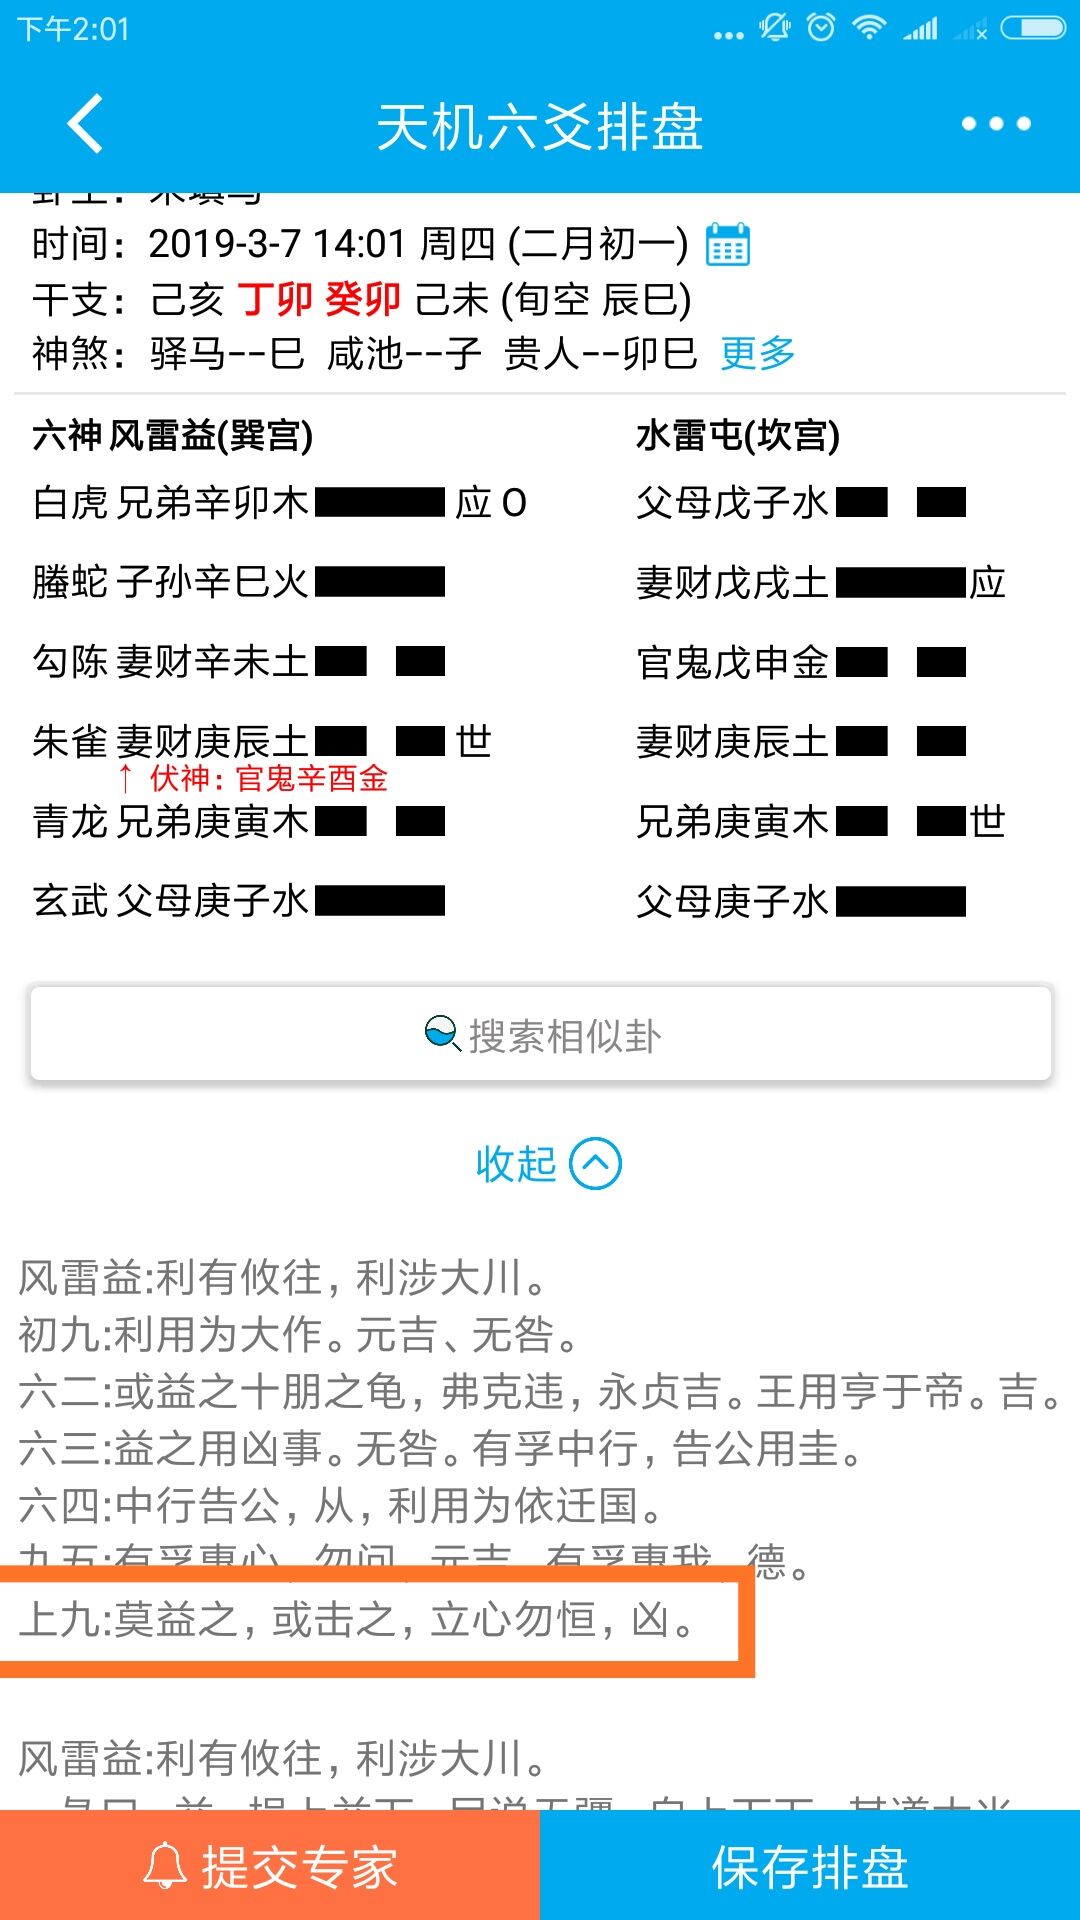 下午2:01
天机六爻排盘
时间：2019-3-7 14:01 周四 (二月初一)
干支：己亥 丁卯 癸卯 己未 (旬空 辰巳)
神煞：驿马--巳 咸池--子 贵人--卯巳 更多
六神 风雷益(巽宫) 水雷屯(坎宫)
白虎 兄弟辛卯木 应 O 父母戊子水
螣蛇 子孙辛巳火 妻财戊戌土 应
勾陈 妻财辛未土 官鬼戊申金
朱雀 妻财庚辰土 世 妻财庚辰土
↑ 伏神：官鬼辛酉金
青龙 兄弟庚寅木 兄弟庚寅木 世
玄武 父母庚子水 父母庚子水
搜索相似卦
收起
风雷益:利有攸往，利涉大川。
初九:利用为大作。元吉、无咎。
六二:或益之十朋之龟，弗克违，永贞吉。王用亨于帝。吉。
六三:益之用凶事。无咎。有孚中行，告公用圭。
六四:中行告公，从，利用为依迁国。
九五:有孚惠心，勿问，元吉。有孚惠我，德。
上九:莫益之，或击之，立心勿恒，凶。
风雷益:利有攸往，利涉大川。
提交专家
保存排盘